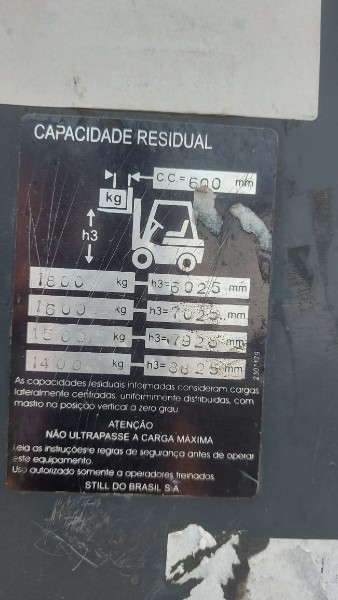 CAPACIDADE RESIDUAL
C.C.= 600 mm
kg
h3
1800 kg h3= 6025 mm
1600 kg h3= 7025 mm
1500 kg h3= 7925 mm
1400 kg h3= 8825 mm
As capacidades residuais informadas consideram cargas
lateralmente centradas, uniformimente distribuidas, com
mastro na posição vertical a zero grau
ATENÇÃO
NÃO ULTRAPASSE A CARGA MAXIMA
Leia as instruções e regras de segurança antes de operar
este equipamento.
Uso autorizado somente a operadores treinados
STILL DO BRASIL S.A